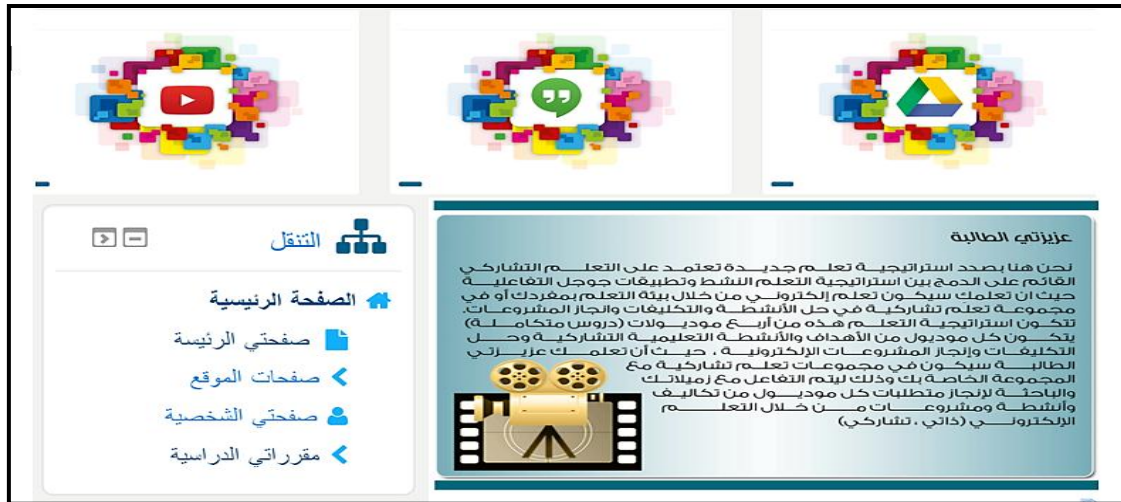 عزيزتي الطالبة
نحن هنا بصدد استراتيجية تعلم جديدة تعتمد على التعلم التشاركي
القائم على الدمج بين استراتيجية التعلم النشط وتطبيقات جوجل التفاعلية
حيث ان تعلمك سيكون تعلم إلكتروني من خلال بيئة التعلم بمفردك أو في
مجموعة تعلم تشاركية في حل الأنشطة والتكليفات وانجاز المشروعات.
تتكون استراتيجية التعلم هذه من أربع موديولات (دروس متكاملة)
يتكون كل موديول من الأهداف والأنشطة التعليمية التشاركية وحل
التكليفات وإنجاز المشروعات الإلكترونية ، حيث أن تعلمك عزيزتي
الطالبة سيكون في مجموعات تعلم تشاركية مع
المجموعة الخاصة بك وذلك ليتم التفاعل مع زميلاتك
والباحثة لإنجاز متطلبات كل موديول من تكاليف
وأنشطة ومشروعات من خلال التعلم
الإلكتروني (ذاتي ، تشاركي)
التنقل
الصفحة الرئيسية
صفحتي الرئيسة
صفحات الموقع
صفحتي الشخصية
مقرراتي الدراسية